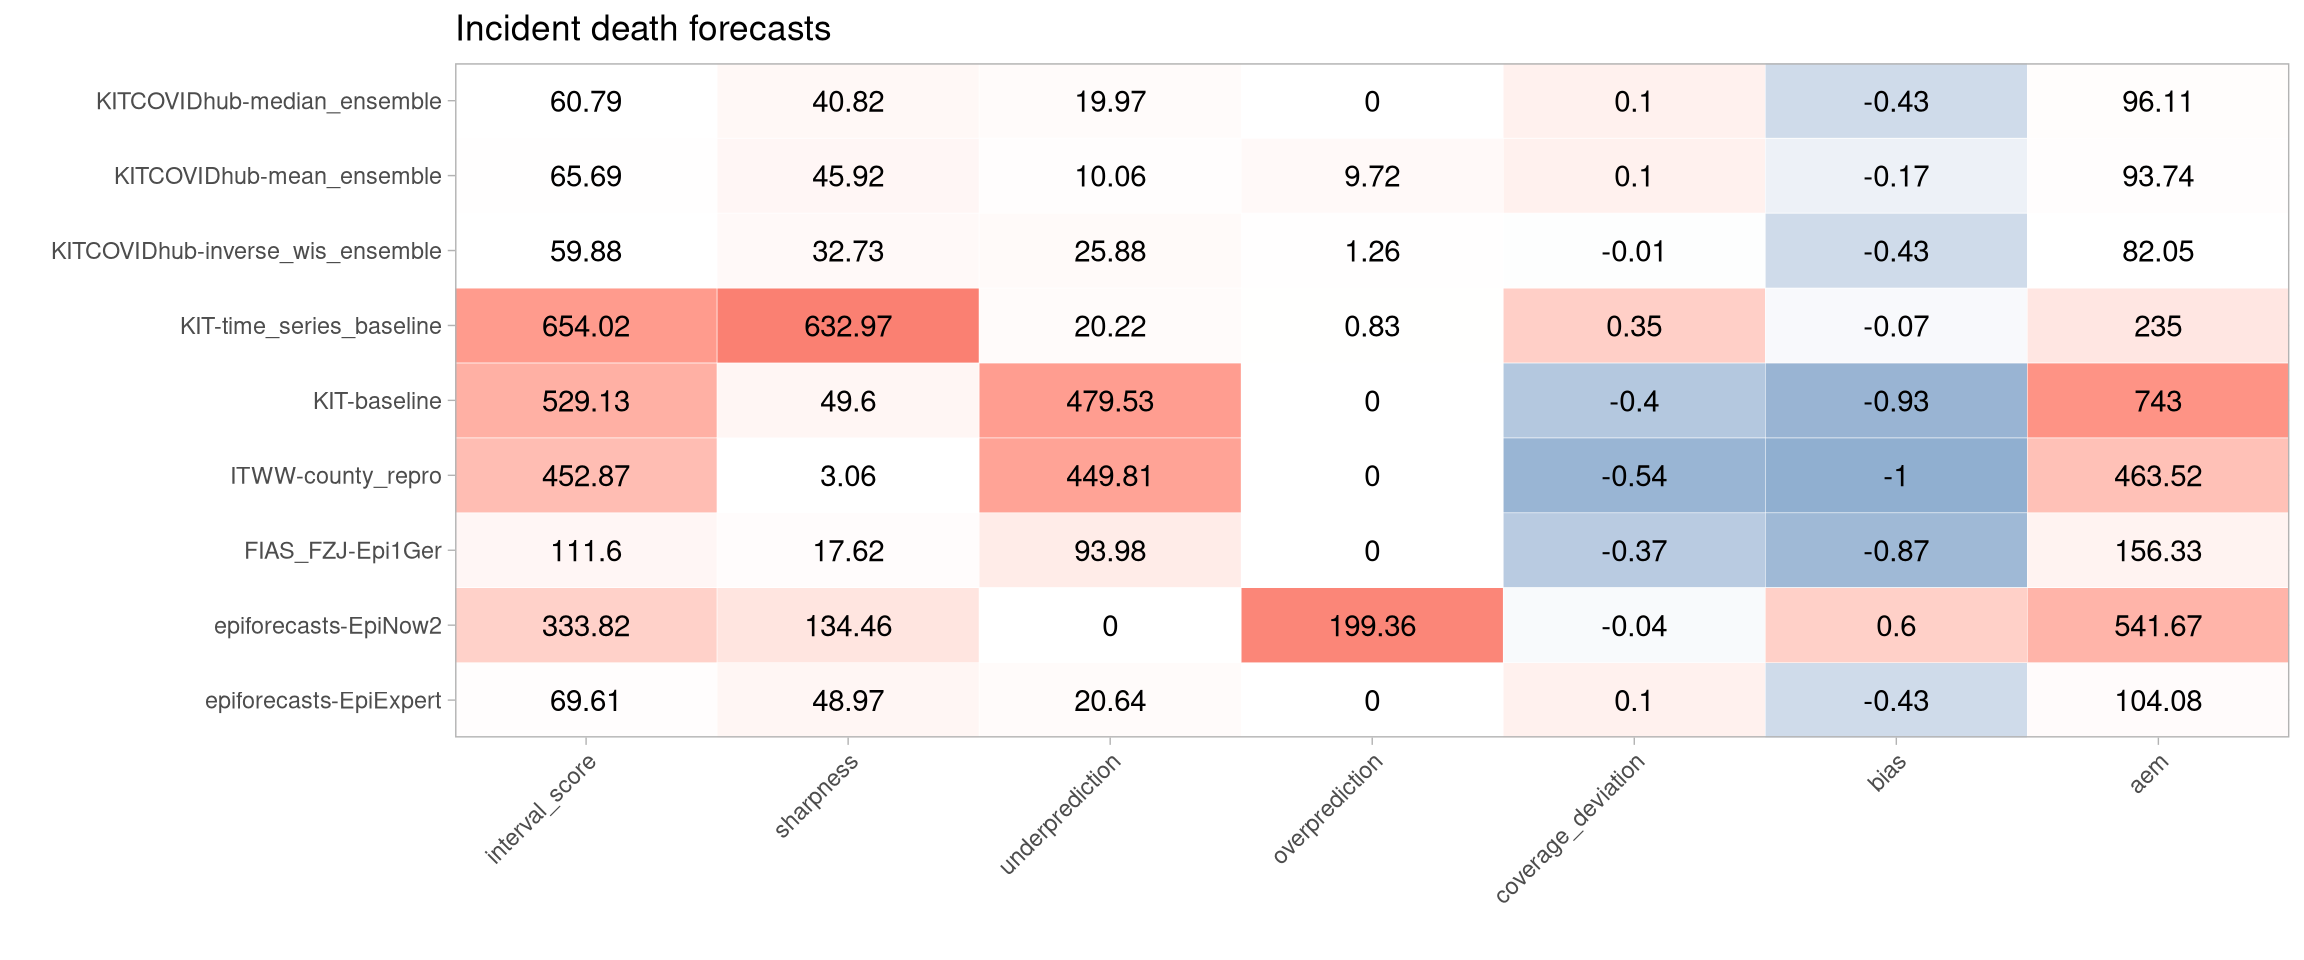 Incident death forecasts
KITCOVIDhub-median_ensemble 60.79 40.82 19.97 0 0.1 -0.43 96.11
KITCOVIDhub-mean_ensemble 65.69 45.92 10.06 9.72 0.1 -0.17 93.74
KITCOVIDhub-inverse_wis_ensemble 59.88 32.73 25.88 1.26 -0.01 -0.43 82.05
KIT-time_series_baseline 654.02 632.97 20.22 0.83 0.35 -0.07 235
KIT-baseline 529.13 49.6 479.53 0 -0.4 -0.93 743
ITWW-county_repro 452.87 3.06 449.81 0 -0.54 -1 463.52
FIAS_FZJ-Epi1Ger 111.6 17.62 93.98 0 -0.37 -0.87 156.33
epiforecasts-EpiNow2 333.82 134.46 0 199.36 -0.04 0.6 541.67
epiforecasts-EpiExpert 69.61 48.97 20.64 0 0.1 -0.43 104.08
interval_score sharpness underprediction overprediction coverage_deviation bias aem